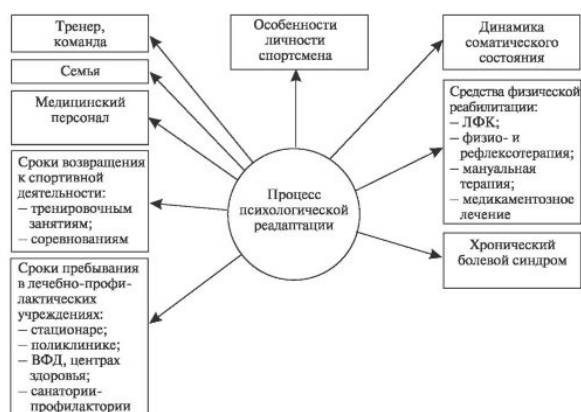 Тренер,
команда
Семья
Медицинский
персонал
Сроки возвращения
к спортивной
деятельности:
– тренировочным
занятиям;
– соревнованиям
Сроки пребывания
в лечебно-профи-
лактических
учреждениях:
– стационаре;
– поликлинике;
– ВФД, центрах
здоровья;
– санатории-
профилактории
Особенности
личности
спортсмена
Процесс
психологической
реадаптации
Динамика
соматического
состояния
Средства физической
реабилитации:
– ЛФК;
– физио- и
рефлексотерапия;
– мануальная
терапия;
– медикаментозное
лечение
Хронический
болевой синдром